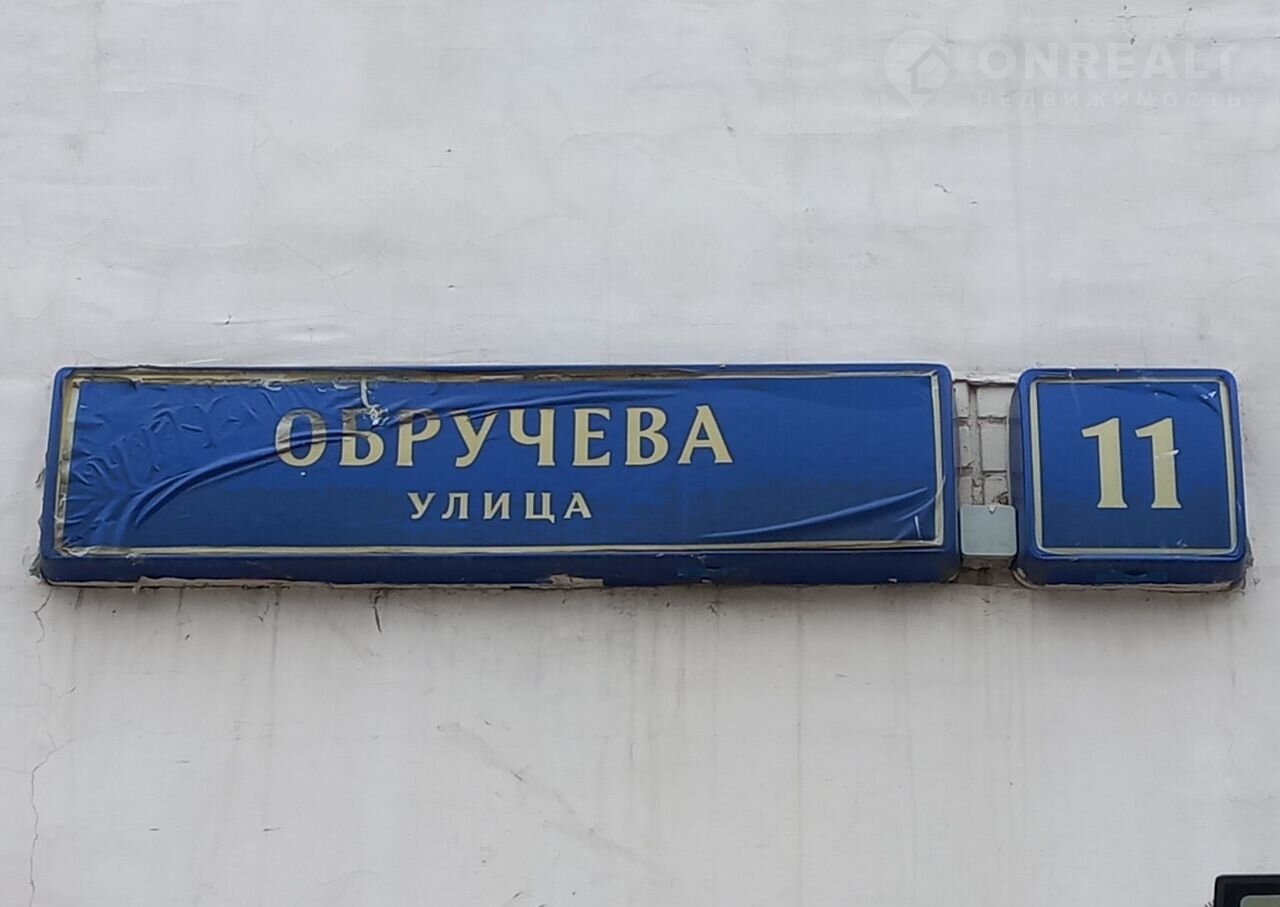 ONREALT
НЕДВИЖИМОСТЬ
ОБРУЧЕВА
УЛИЦА
11